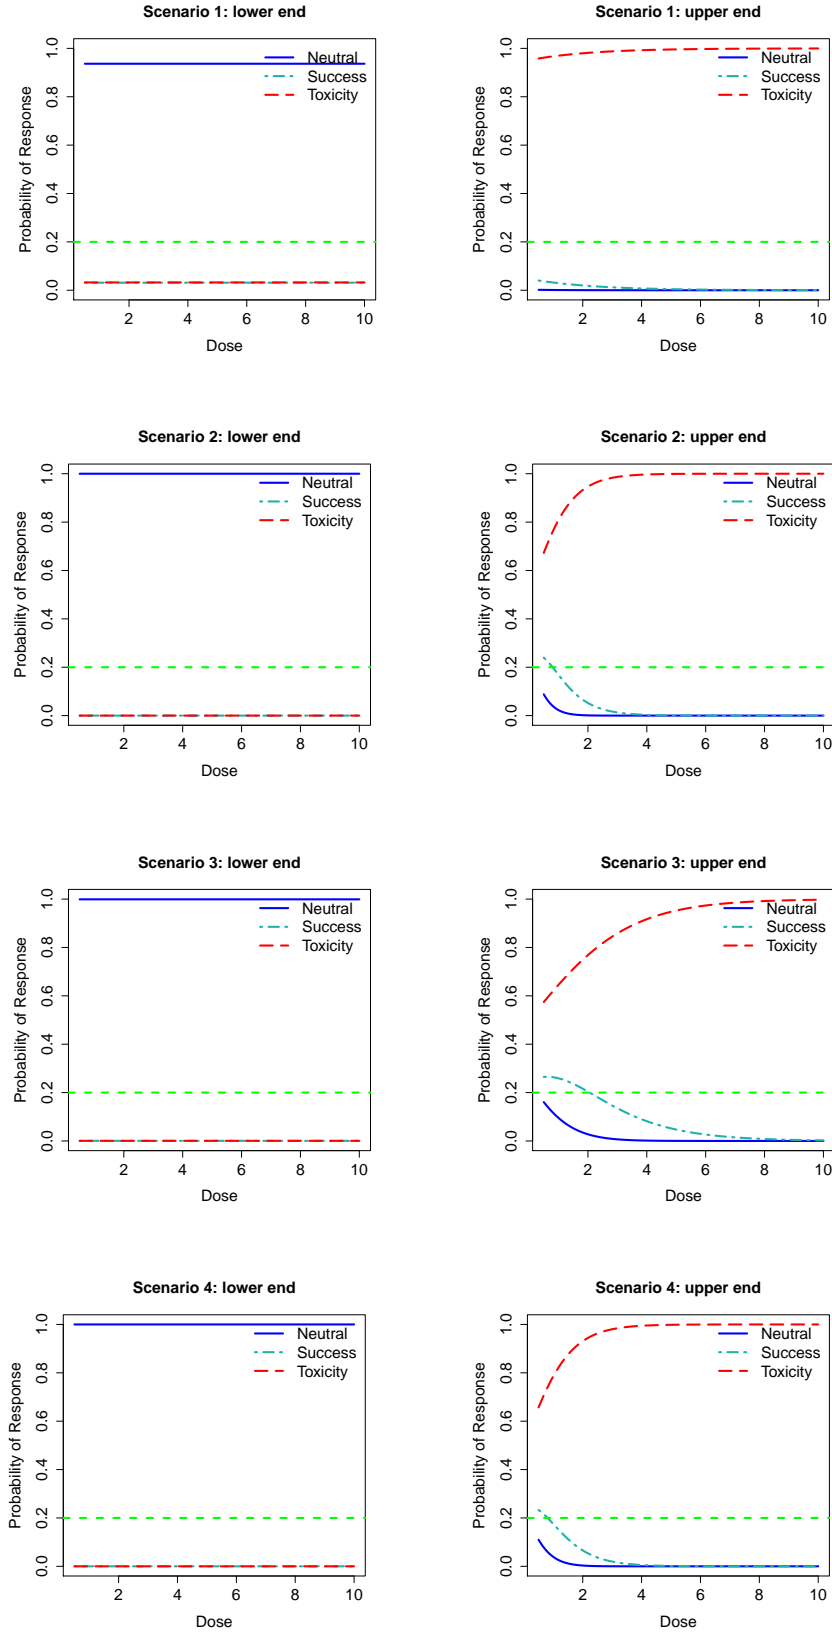 Scenario 1: lower end
Probability of Response
0.0 0.2 0.4 0.6 0.8 1.0
Neutral
Success
Toxicity
2 4 6 8 10
Dose
Scenario 1: upper end
Probability of Response
0.0 0.2 0.4 0.6 0.8 1.0
Neutral
Success
Toxicity
2 4 6 8 10
Dose
Scenario 2: lower end
Probability of Response
0.0 0.2 0.4 0.6 0.8 1.0
Neutral
Success
Toxicity
2 4 6 8 10
Dose
Scenario 2: upper end
Probability of Response
0.0 0.2 0.4 0.6 0.8 1.0
Neutral
Success
Toxicity
2 4 6 8 10
Dose
Scenario 3: lower end
Probability of Response
0.0 0.2 0.4 0.6 0.8 1.0
Neutral
Success
Toxicity
2 4 6 8 10
Dose
Scenario 3: upper end
Probability of Response
0.0 0.2 0.4 0.6 0.8 1.0
Neutral
Success
Toxicity
2 4 6 8 10
Dose
Scenario 4: lower end
Probability of Response
0.0 0.2 0.4 0.6 0.8 1.0
Neutral
Success
Toxicity
2 4 6 8 10
Dose
Scenario 4: upper end
Probability of Response
0.0 0.2 0.4 0.6 0.8 1.0
Neutral
Success
Toxicity
2 4 6 8 10
Dose